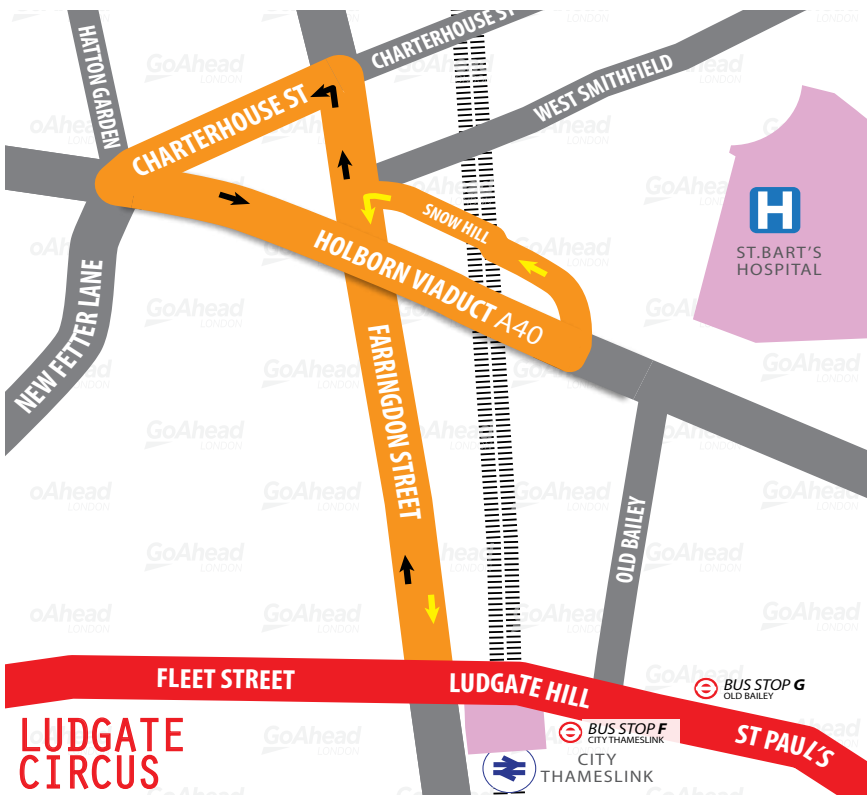 HATTON GARDEN
CHARTERHOUSE ST
CHARTERHOUSE ST
WEST SMITHFIELD
H
ST.BART'S
HOSPITAL
SNOW HILL
HOLBORN VIADUCT A40
NEW FETTER LANE
FARRINGDON STREET
OLD BAILEY
FLEET STREET
LUDGATE HILL
BUS STOP G
OLD BAILEY
BUS STOP F
CITY THAMESLINK
ST PAUL'S
LUDGATE
CIRCUS
CITY
THAMESLINK
GoAhead
LONDON